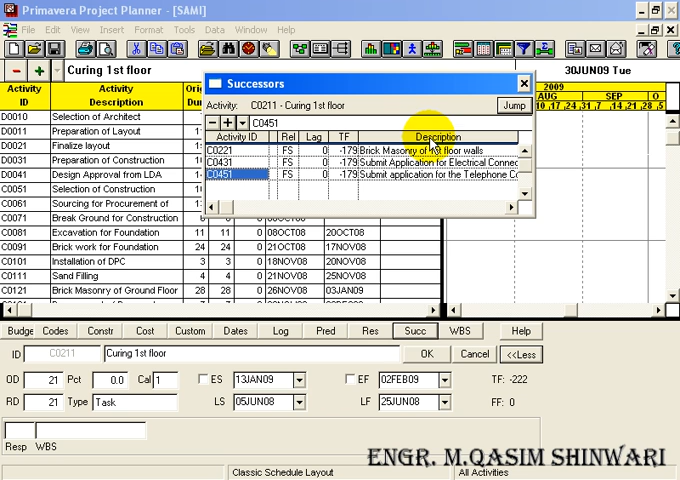 Primavera Project Planner - [SAMI]
File Edit View Insert Format Tools Data Window Help
Curing 1st floor
30JUN09 Tue
Activity ID
Activity Description
2009
AUG SEP O
10 ,17 ,24 ,31 ,7 ,14 ,21 ,28 ,5
Successors
Activity: C0211 - Curing 1st floor
Jump
C0451
Activity ID Rel Lag TF Description
C0221 FS 0 -179 Brick Masonry of 1st floor walls
C0431 FS 0 -179 Submit Application for Electrical Connec
C0451 FS 0 -179 Submit application for the Telephone Co
D0010 Selection of Architect
D0011 Preparation of Layout
D0021 Finalize layout
D0031 Preparation of Construction
D0041 Design Approval from LDA
C0051 Selection of Construction
C0061 Sourcing for Procurement of
C0071 Break Ground for Construction
C0081 Excavation for Foundation 11 11 0 08OCT08 20OCT08
C0091 Brick work for Foundation 24 24 0 21OCT08 17NOV08
C0101 Installation of DPC 3 3 0 18NOV08 20NOV08
C0111 Sand Filling 4 4 0 21NOV08 25NOV08
C0121 Brick Masonry of Ground Floor 28 28 0 26NOV08 03JAN09
Budge Codes Constr Cost Custom Dates Log Pred Res Succ WBS Help
ID C0211 Curing 1st floor OK Cancel <<Less
OD 21 Pct 0.0 Cal 1 ES 13JAN09 EF 02FEB09 TF: -222
RD 21 Type Task LS 05JUN08 LF 25JUN08 FF: 0
Resp WBS
ENGR. M.QASIM SHINWARI
Classic Schedule Layout All Activities